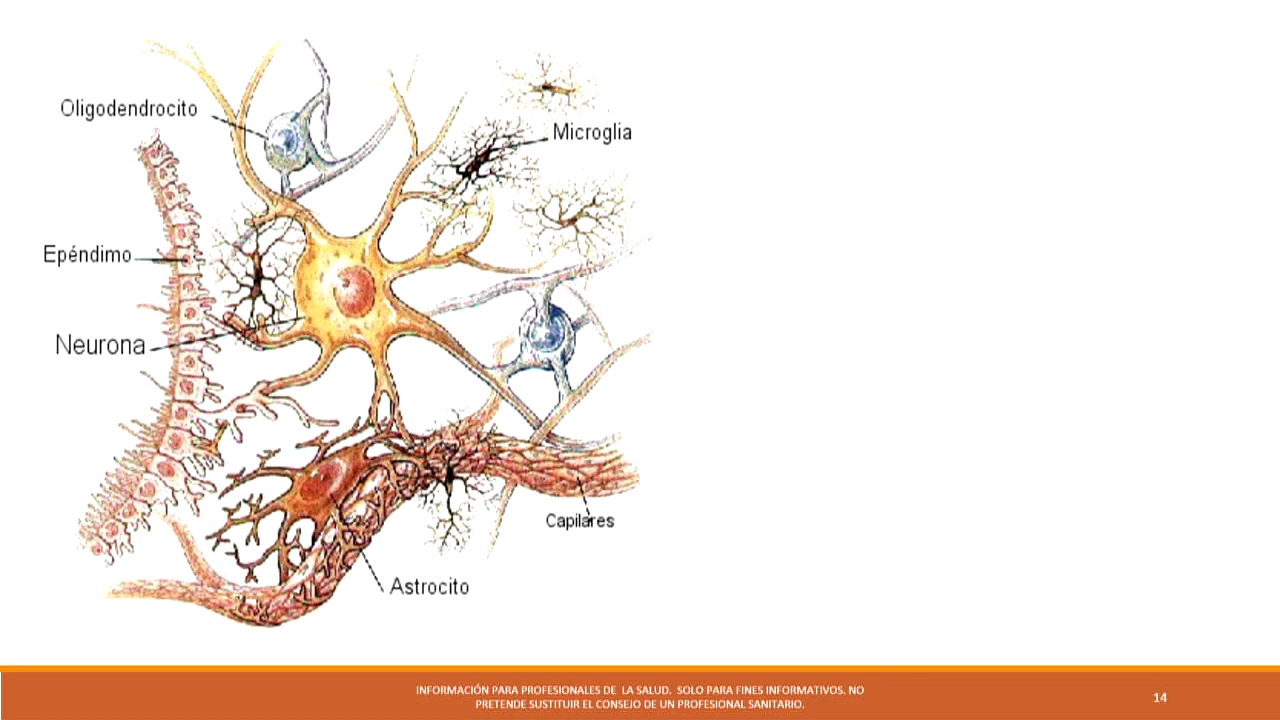 Oligodendrocito
Microglia
Epéndimo
Neurona
Capilares
Astrocito
INFORMACIÓN PARA PROFESIONALES DE LA SALUD. SOLO PARA FINES INFORMATIVOS. NO
PRETENDE SUSTITUIR EL CONSEJO DE UN PROFESIONAL SANITARIO.
14